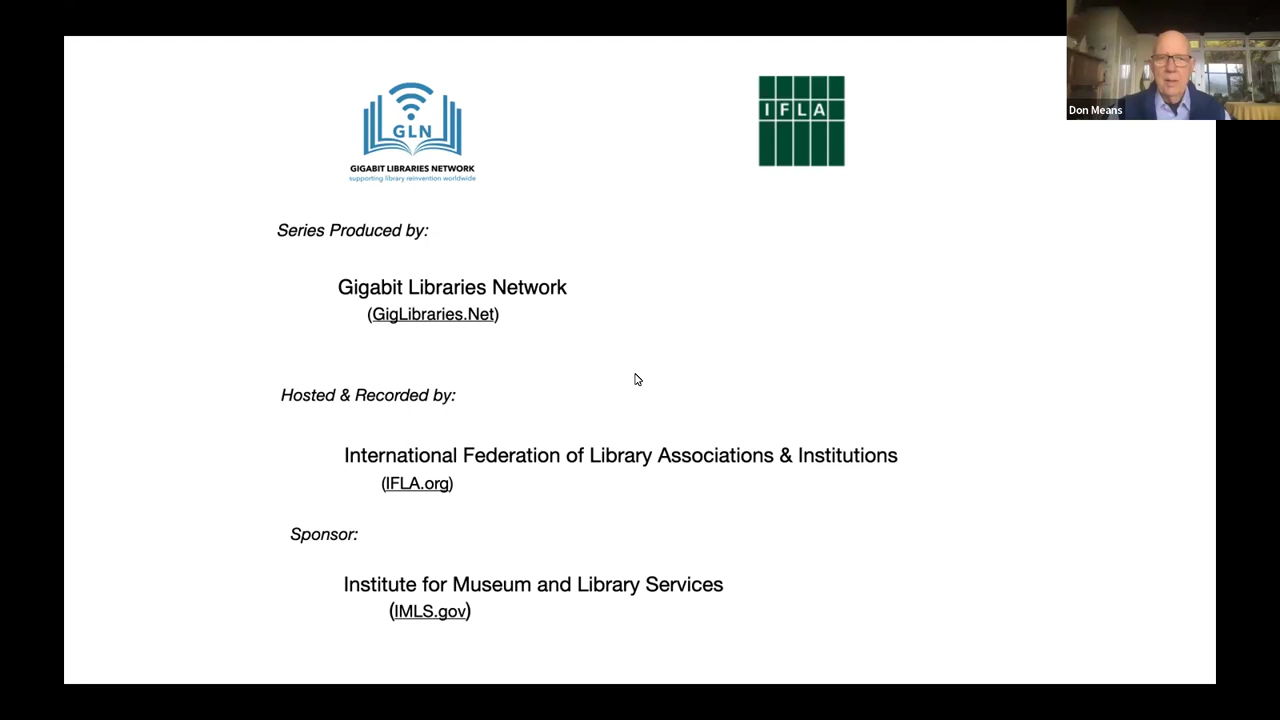 GLN
GIGABIT LIBRARIES NETWORK
supporting library reinvention worldwide
IFLA
Don Means
Series Produced by:
Gigabit Libraries Network
(GigLibraries.Net)
Hosted & Recorded by:
International Federation of Library Associations & Institutions
(IFLA.org)
Sponsor:
Institute for Museum and Library Services
(IMLS.gov)